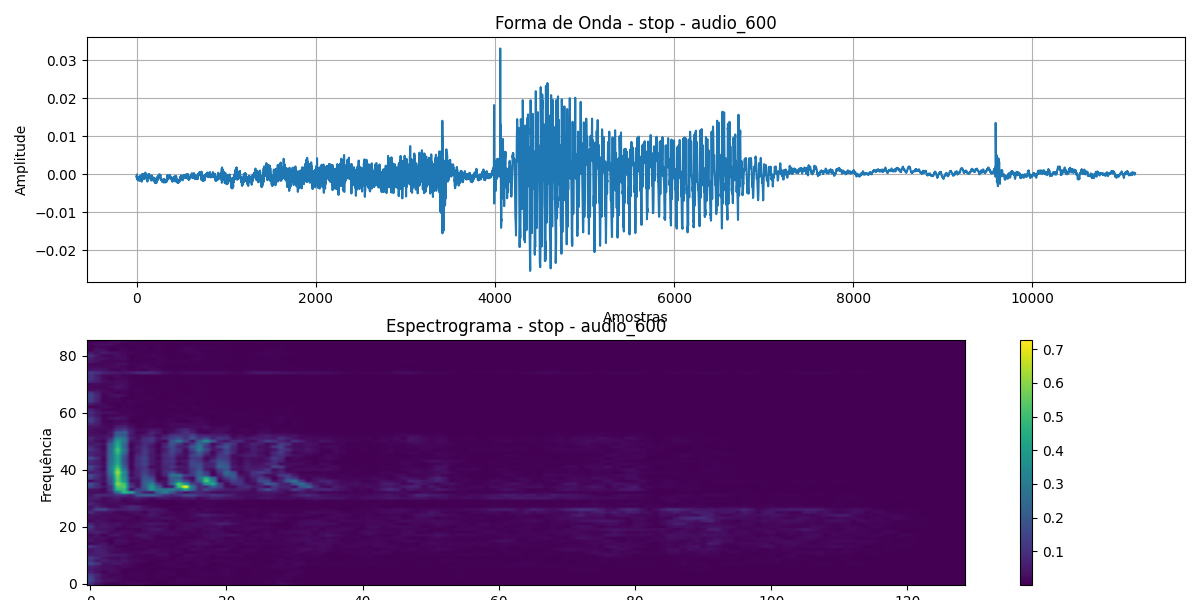 Forma de Onda - stop - audio_600
Amplitude
0.03
0.02
0.01
0.00
−0.01
−0.02
0 2000 4000 6000 8000 10000
Amostras
Espectrograma - stop - audio_600
Frequência
80
60
40
20
0
0 20 40 60 80 100 120
0.7
0.6
0.5
0.4
0.3
0.2
0.1